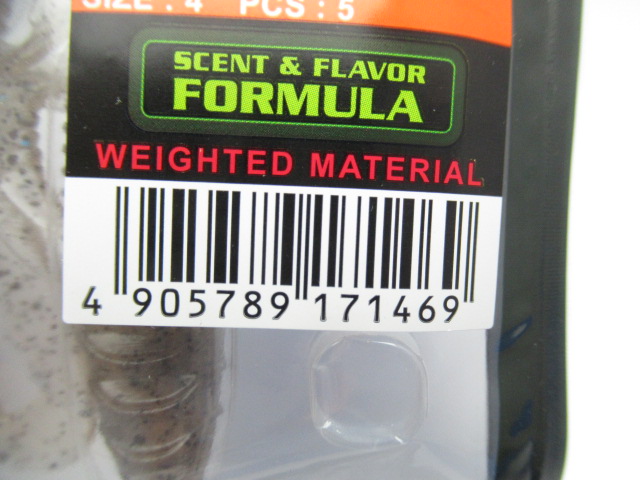 SIZE : 4 PCS : 5
SCENT & FLAVOR
FORMULA
WEIGHTED MATERIAL
4 905789 171469